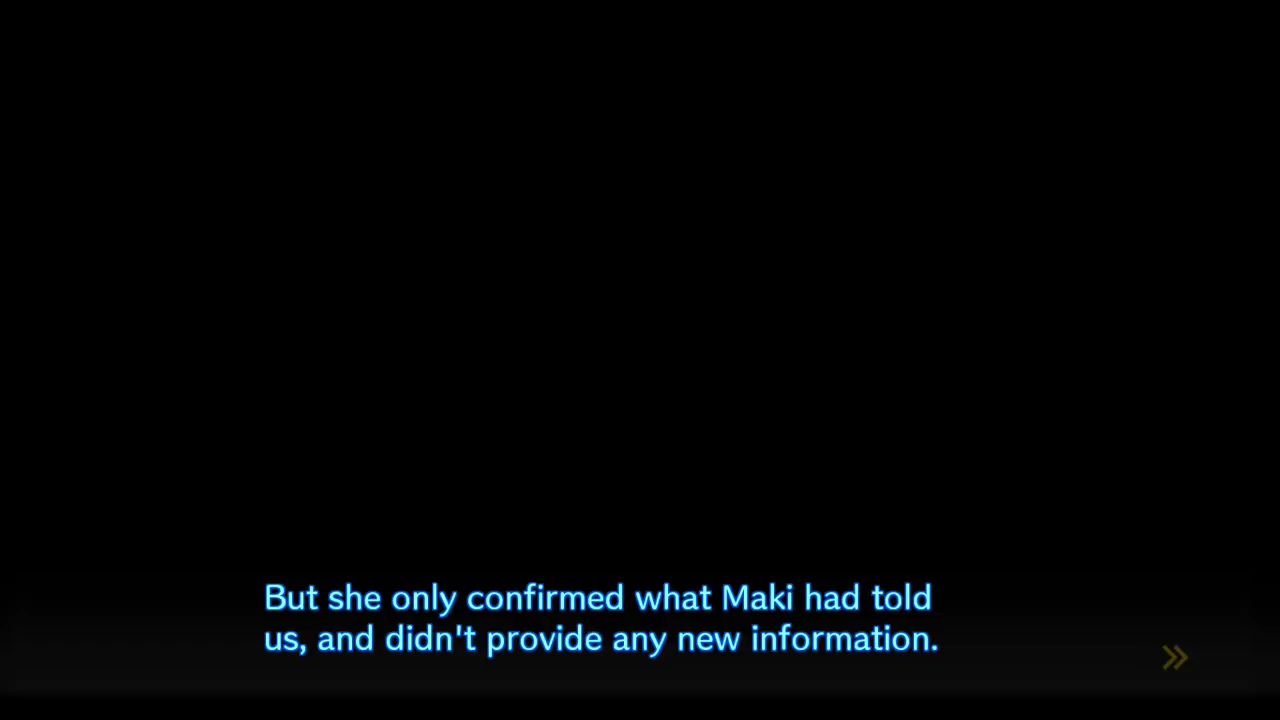 But she only confirmed what Maki had told
us, and didn't provide any new information.